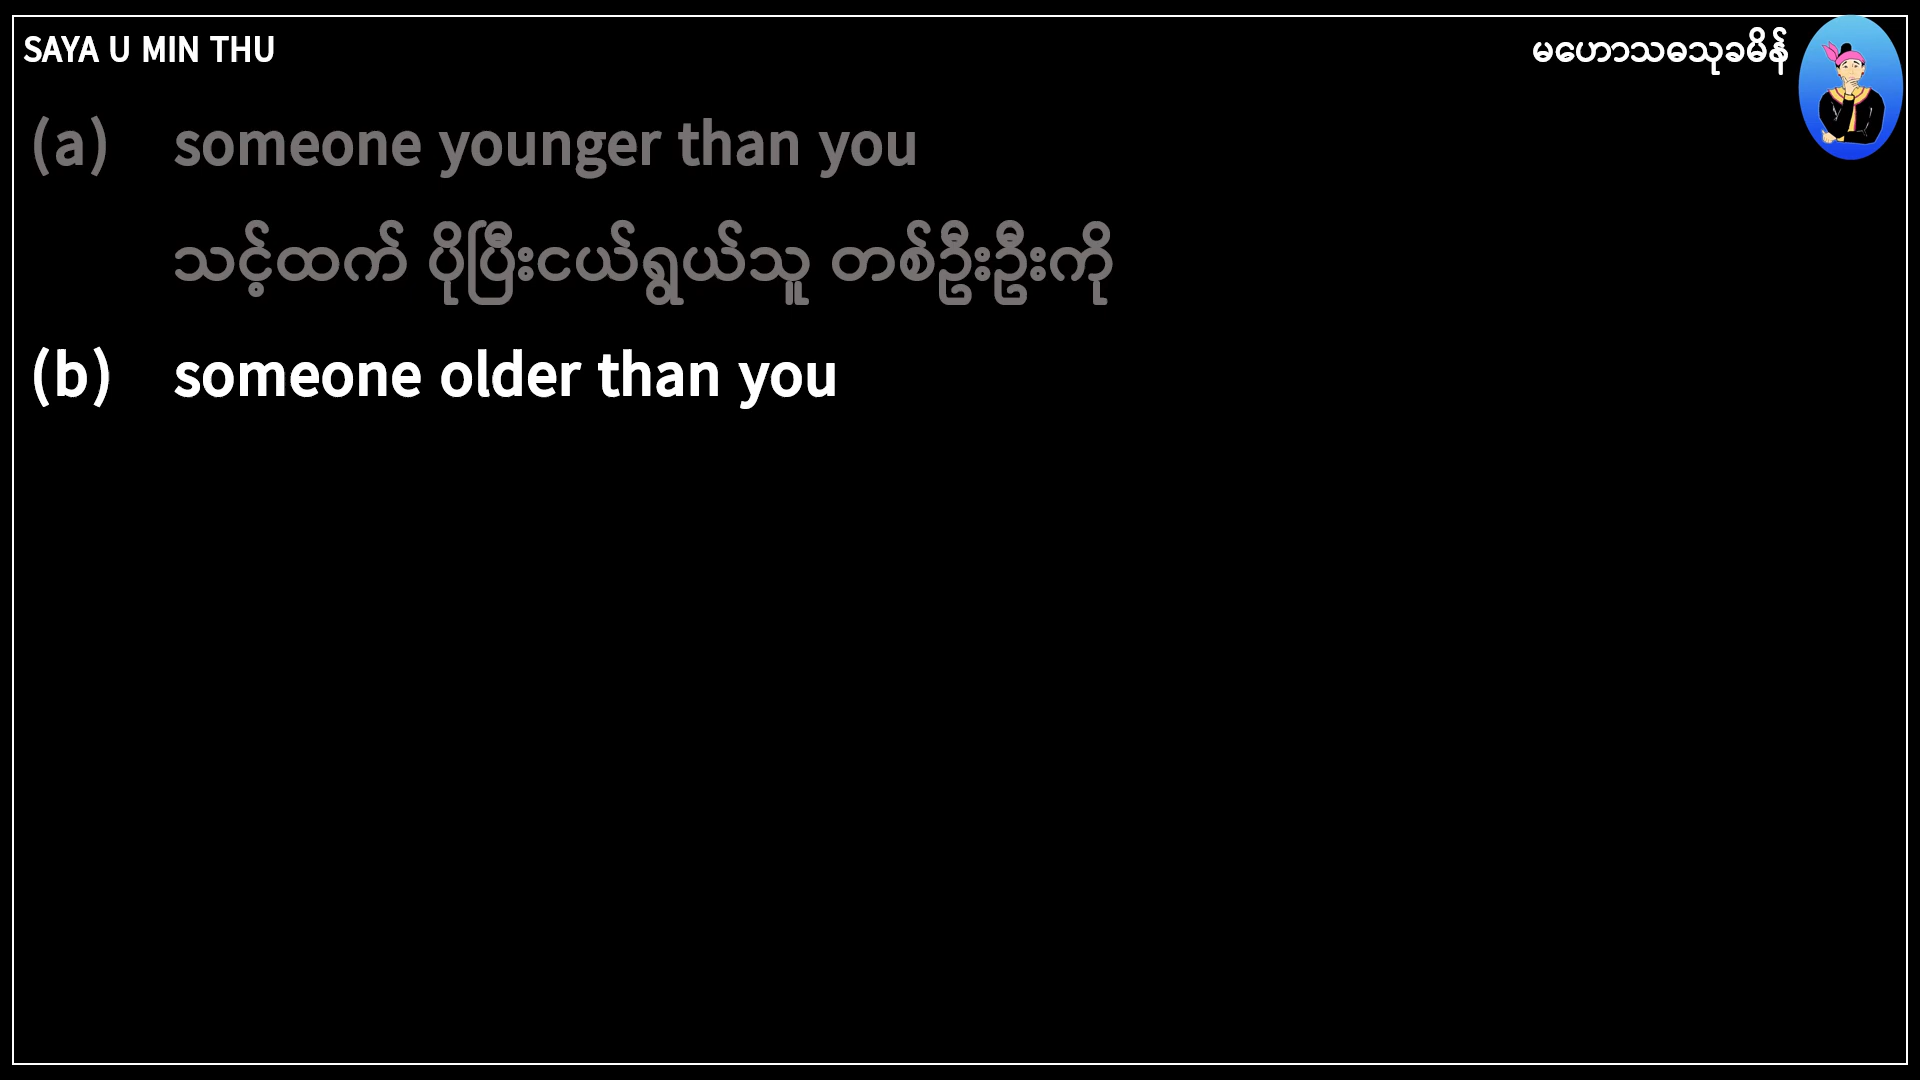 SAYA U MIN THU
မဟောသဓသုခမိန်
(a) someone younger than you
သင့်ထက် ပိုပြီးငယ်ရွယ်သူ တစ်ဦးဦးကို
(b) someone older than you